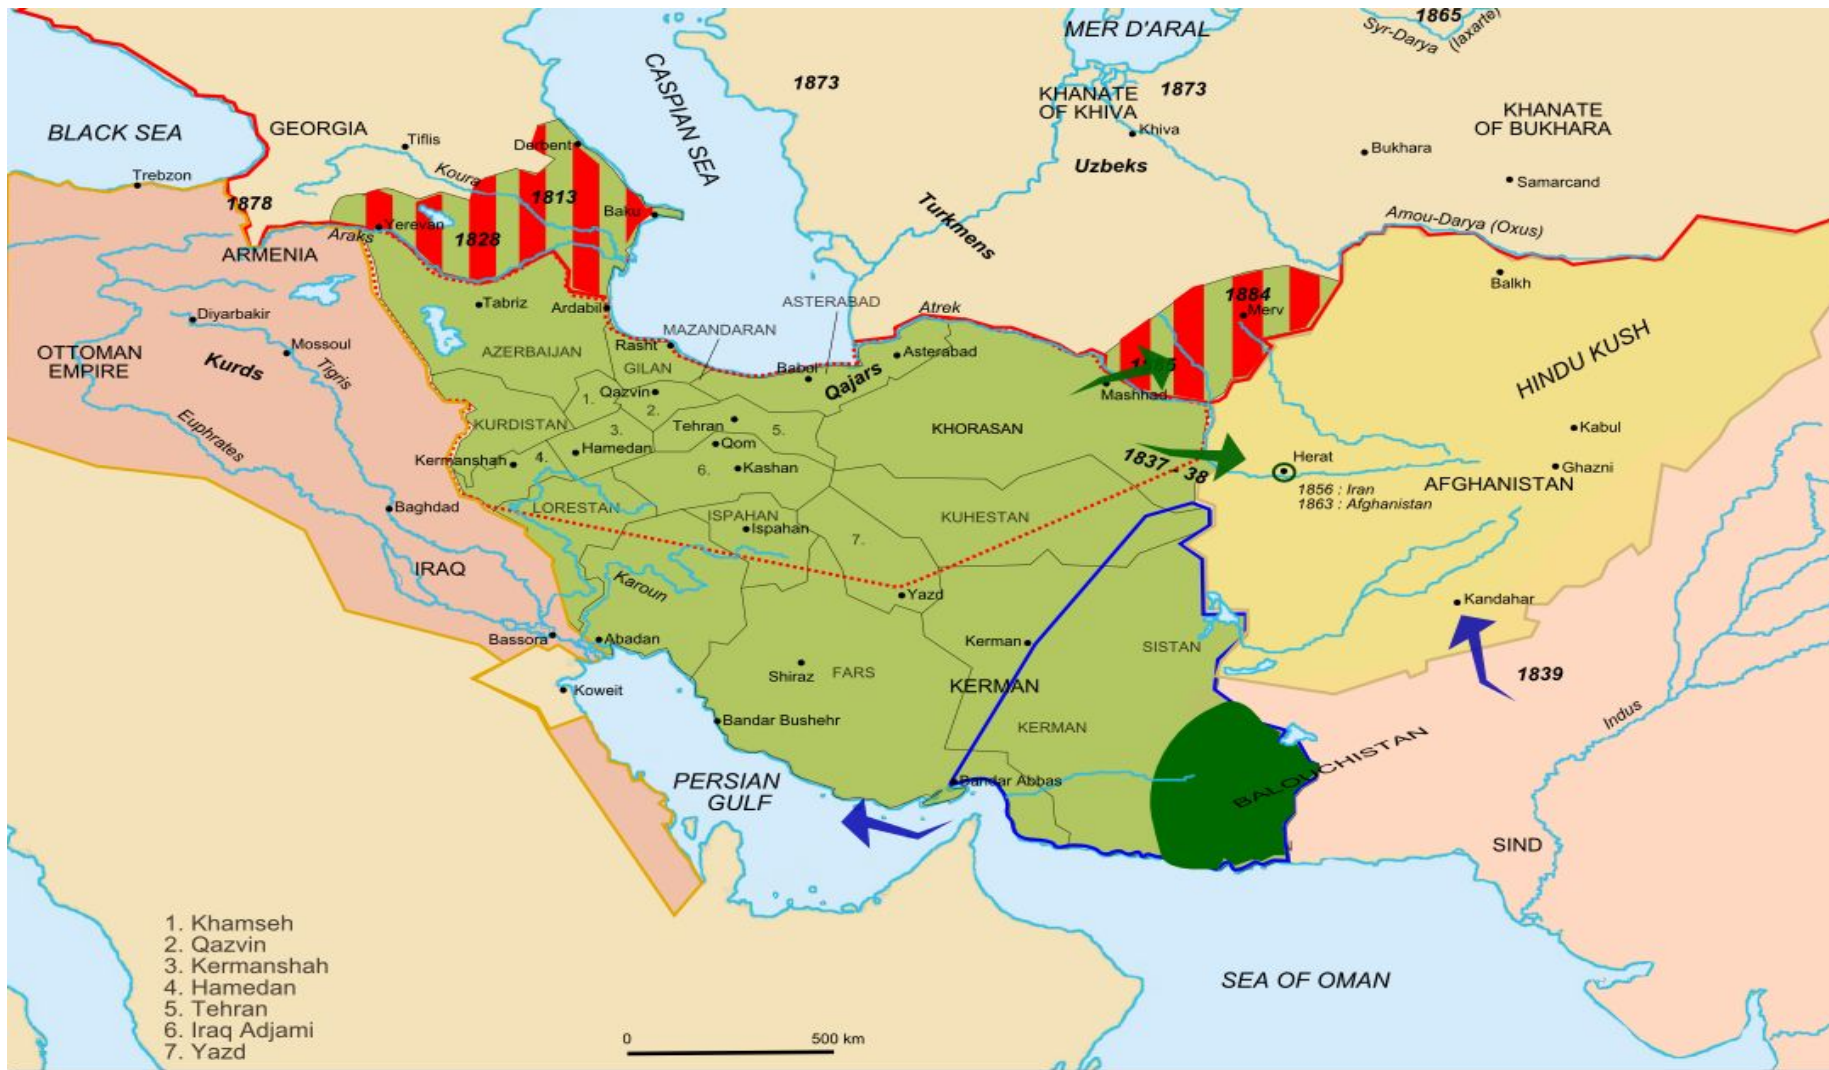 1865
Syr-Darya (Iaxarte)
MER D'ARAL
1873
1873
KHANATE
OF KHIVA
Khiva
Uzbeks
KHANATE
OF BUKHARA
Bukhara
Samarcand
CASPIAN SEA
BLACK SEA
GEORGIA
Tiflis
Derbent
Koura
Trebzon
1878
1813
Baku
Yerevan
1828
Araks
ARMENIA
Turkmens
Amou-Darya (Oxus)
Balkh
HINDU KUSH
1884
Merv
Tabriz
Ardabil
ASTERABAD
Atrek
MAZANDARAN
Diyarbakir
Mossoul
OTTOMAN
EMPIRE
Kurds
Tigris
Euphrates
AZERBAIJAN
Rasht
GILAN
Babol
Qajars
Asterabad
Mashhad
Qazvin
1.
2.
KURDISTAN
3.
Tehran
5.
KHORASAN
Qom
Hamedan
4.
Kermanshah
6.
Kashan
1837 - 38
Herat
1856 : Iran
1863 : Afghanistan
AFGHANISTAN
Kabul
Ghazni
Baghdad
LORESTAN
ISPAHAN
Ispahan
7.
KUHESTAN
IRAQ
Karoun
Yazd
Kandahar
Bassora
Abadan
Kerman
SISTAN
Shiraz
FARS
KERMAN
KERMAN
1839
Indus
Koweit
Bandar Bushehr
BALOUCHISTAN
PERSIAN
GULF
Bandar Abbas
SIND
SEA OF OMAN
1. Khamseh
2. Qazvin
3. Kermanshah
4. Hamedan
5. Tehran
6. Iraq Adjami
7. Yazd
0 500 km